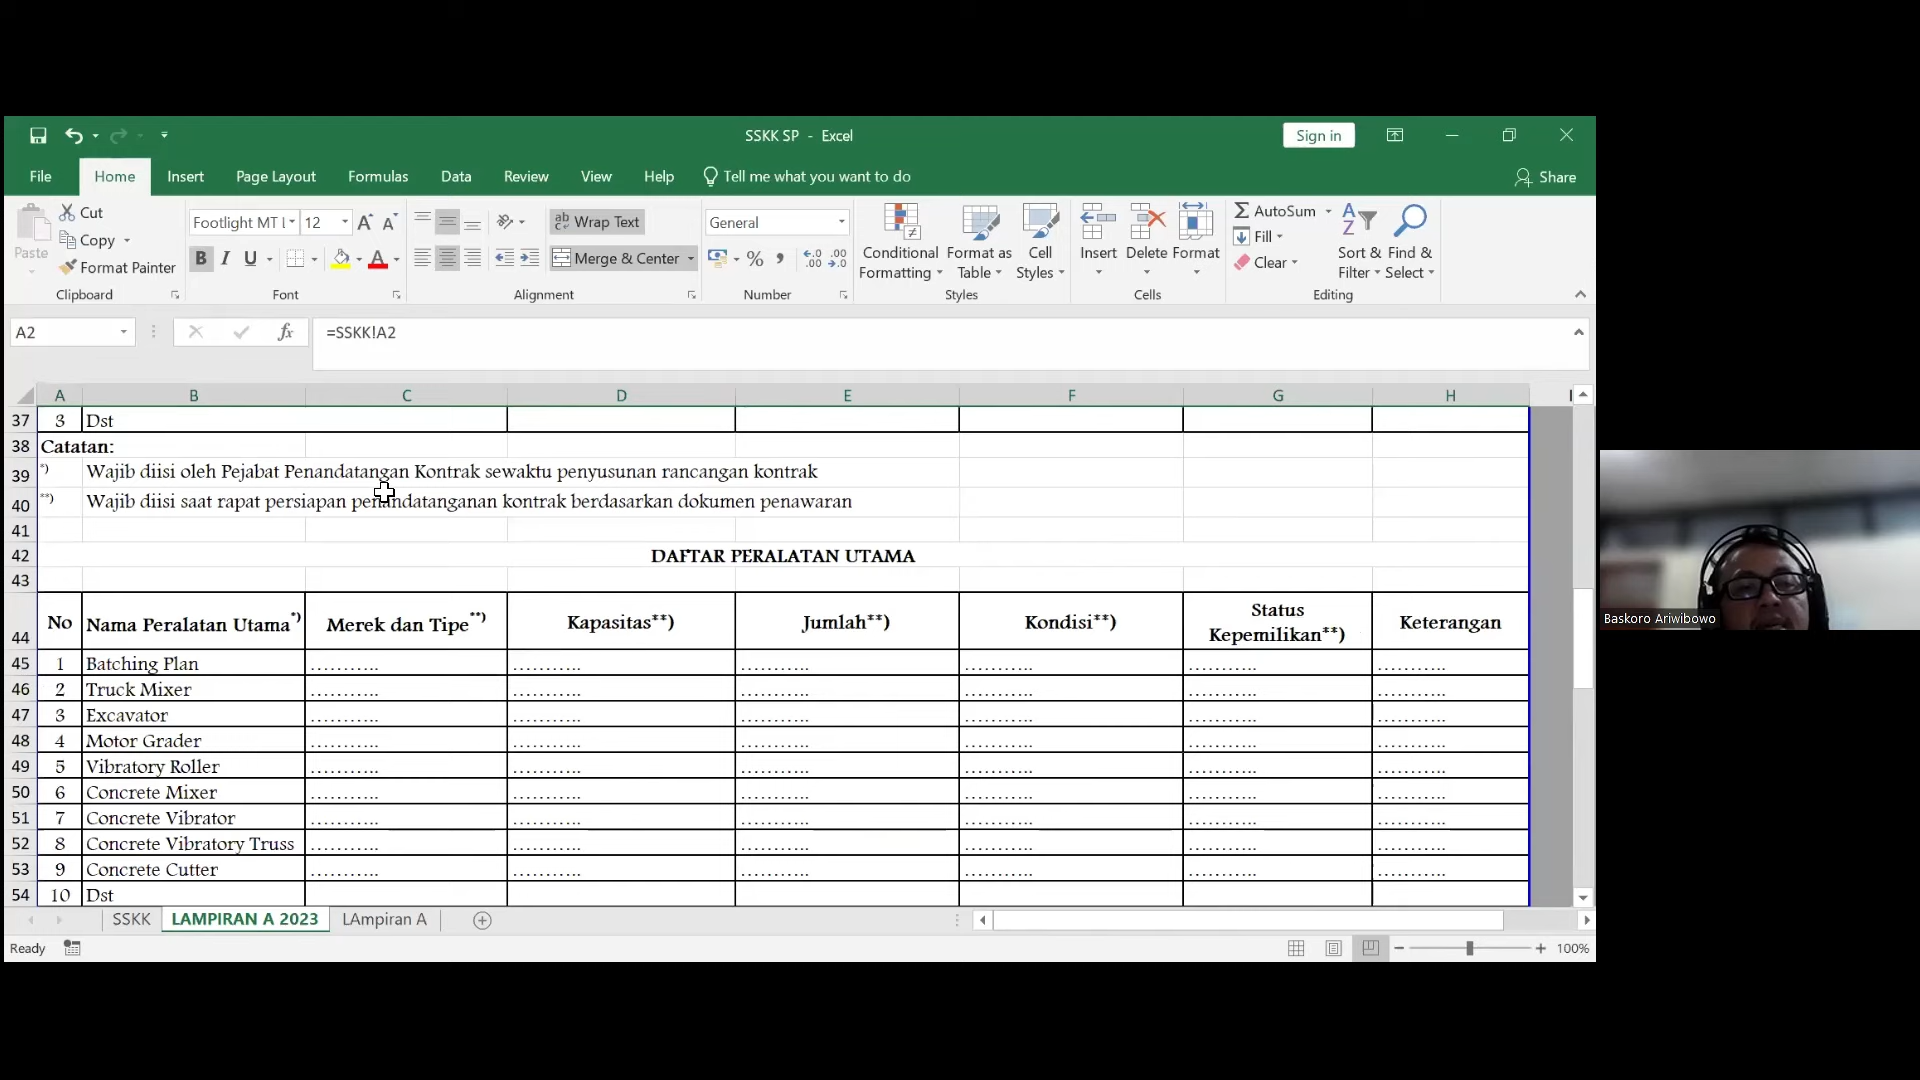 SSKK SP - Excel
Sign in
File Home Insert Page Layout Formulas Data Review View Help Tell me what you want to do Share
Paste
Cut
Copy
Format Painter
Clipboard
Footlight MT 12
B I U A
Font
Wrap Text
Merge & Center
Alignment
General
Number
Conditional Formatting
Format as Table
Cell Styles
Styles
Insert Delete Format
Cells
AutoSum
Fill
Clear
Sort & Filter
Find & Select
Editing
A2 fx =SSKK!A2
A B C D E F G H
37 3 Dst
38 Catatan:
39 *) Wajib diisi oleh Pejabat Penandatangan Kontrak sewaktu penyusunan rancangan kontrak
40 **) Wajib diisi saat rapat persiapan penandatanganan kontrak berdasarkan dokumen penawaran
41
42 DAFTAR PERALATAN UTAMA
43
44 No Nama Peralatan Utama*) Merek dan Tipe**) Kapasitas**) Jumlah**) Kondisi**) Status Kepemilikan**) Keterangan
45 1 Batching Plan ........... ........... ........... ........... ........... ...........
46 2 Truck Mixer ........... ........... ........... ........... ........... ...........
47 3 Excavator ........... ........... ........... ........... ........... ...........
48 4 Motor Grader ........... ........... ........... ........... ........... ...........
49 5 Vibratory Roller ........... ........... ........... ........... ........... ...........
50 6 Concrete Mixer ........... ........... ........... ........... ........... ...........
51 7 Concrete Vibrator ........... ........... ........... ........... ........... ...........
52 8 Concrete Vibratory Truss ........... ........... ........... ........... ........... ...........
53 9 Concrete Cutter ........... ........... ........... ........... ........... ...........
54 10 Dst
SSKK LAMPIRAN A 2023 LAmpiran A
Ready 100%
Baskoro Ariwibowo